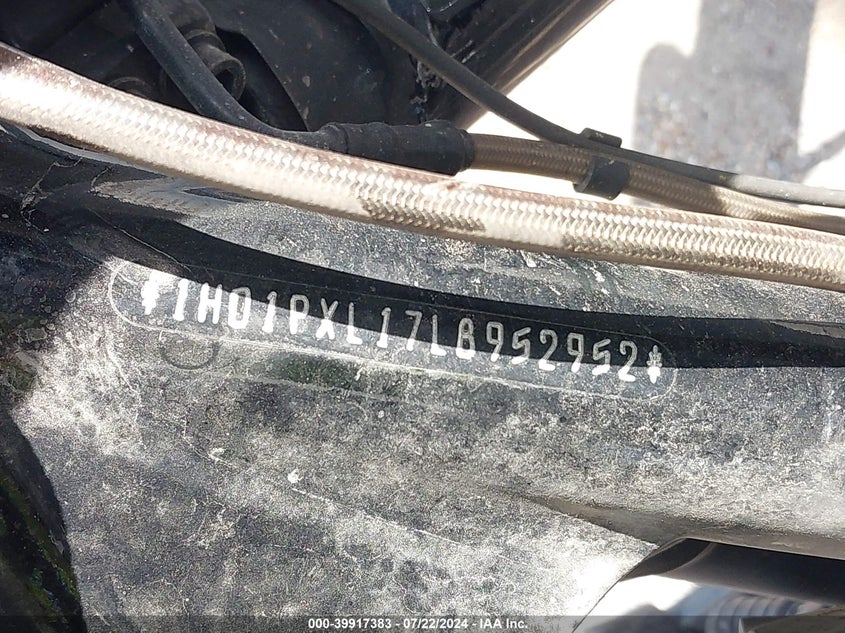 *1HD1PXL17LB952952*
000-39917383 / 07/22/2024 / IAA Inc.